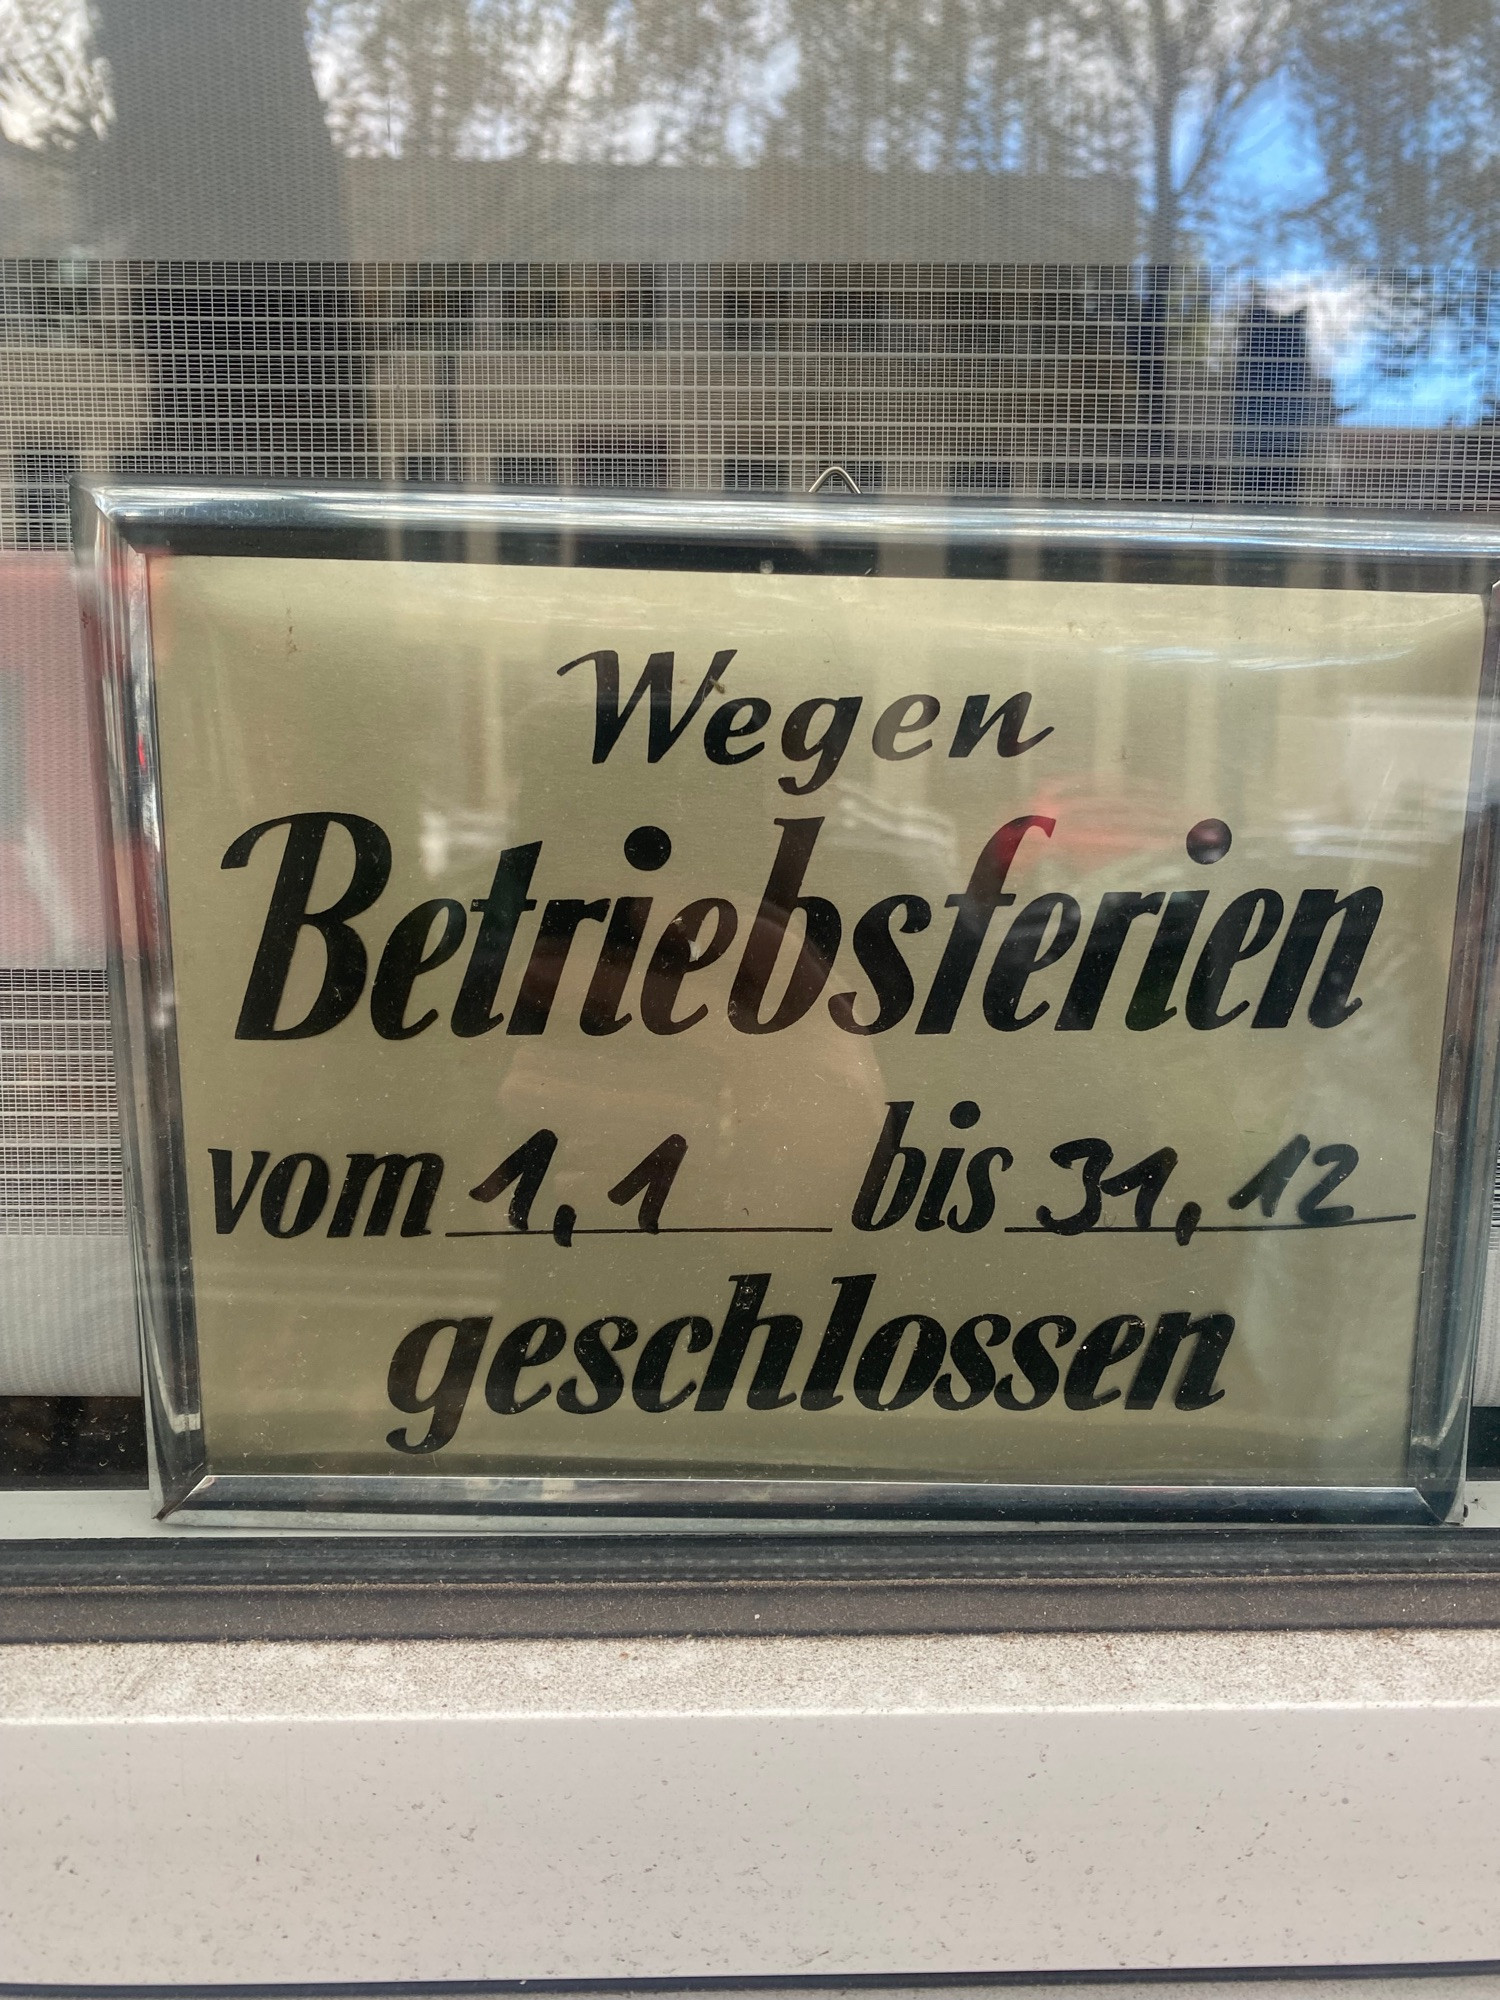 Wegen
Betriebsferien
vom 1,1 bis 31,12
geschlossen